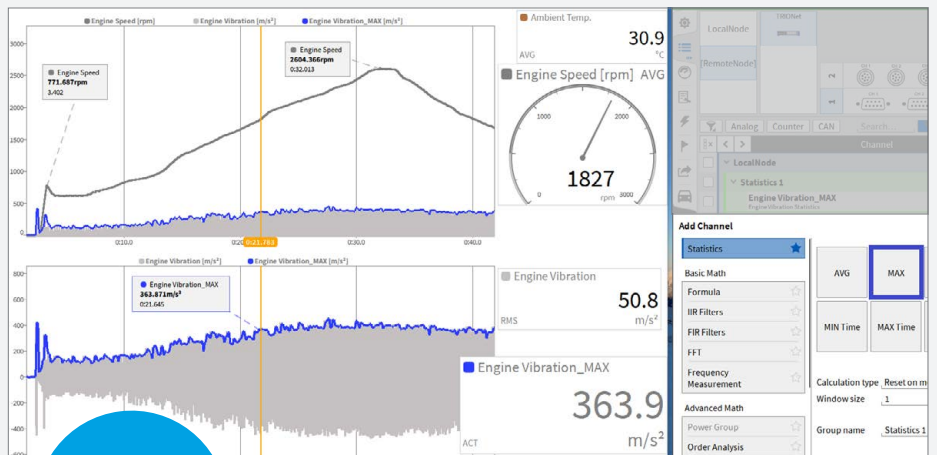 Engine Speed [rpm] Engine Vibration [m/s²] Engine Vibration_MAX [m/s²]
3000
2500
2000
1500
1000
500
0
Engine Speed
771.687rpm
3.402
Engine Speed
2604.366rpm
0:32.013
0:10.0 0:20 0:21.783 0:30.0 0:40.0
Engine Vibration [m/s²] Engine Vibration_MAX [m/s²]
800
600
400
200
0
-200
-400
-600
Engine Vibration_MAX
363.871m/s²
0:21.645
Ambient Temp.
30.9
AVG °C
Engine Speed [rpm] AVG
1000 2000
1827
0 rpm 3000
Engine Vibration
50.8
RMS m/s²
Engine Vibration_MAX
363.9
ACT m/s²
LocalNode
[RemoteNode]
Analog Counter CAN Search...
Channel
LocalNode
Statistics 1
Engine Vibration_MAX
Engine Vibration Statistics
Add Channel
Statistics
Basic Math
Formula
IIR Filters
FIR Filters
FFT
Frequency
Measurement
Advanced Math
Power Group
Order Analysis
AVG MAX
MIN Time MAX Time
Calculation type Reset on m
Window size 1
Group name Statistics 1